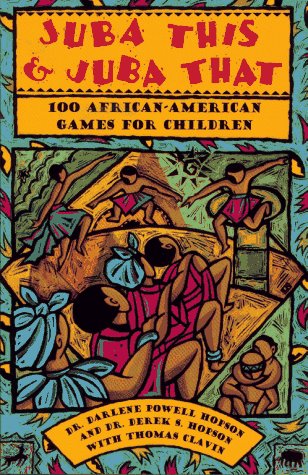 JUBA THIS
& JUBA THAT
100 AFRICAN-AMERICAN
GAMES FOR CHILDREN
DR. DARLENE POWELL HOPSON
AND DR. DEREK S. HOPSON
WITH THOMAS CLAVIN